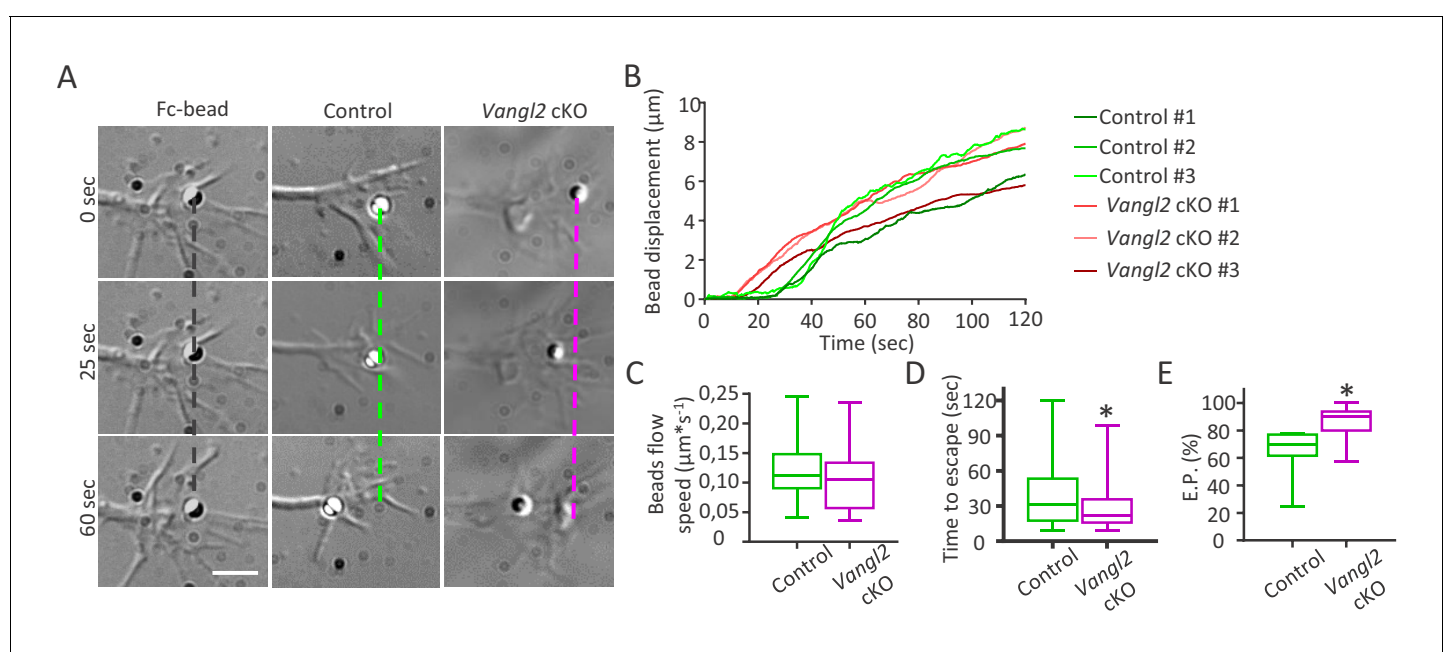 A
Fc-bead
Control
Vangl2 cKO
0 sec
25 sec
60 sec
B
Bead displacement (µm)
10
8
6
4
2
0
0
20
40
60
80
100
120
Time (sec)
Control #1
Control #2
Control #3
Vangl2 cKO #1
Vangl2 cKO #2
Vangl2 cKO #3
C
Beads flow
speed (µm*s-1)
0,25
0,20
0,15
0,10
0,05
0
Control
Vangl2
cKO
D
Time to escape (sec)
120
90
60
30
0
*
Control
Vangl2
cKO
E
E.P. (%)
100
80
60
40
20
0
*
Control
Vangl2
cKO